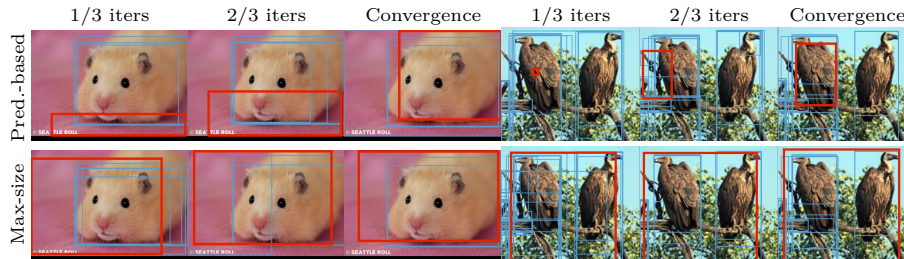 1/3 iters 2/3 iters Convergence 1/3 iters 2/3 iters Convergence
Pred.-based
© SEATTLE ROLL © SEATTLE ROLL © SEATTLE ROLL
Max-size
© SEATTLE ROLL © SEATTLE ROLL © SEATTLE ROLL